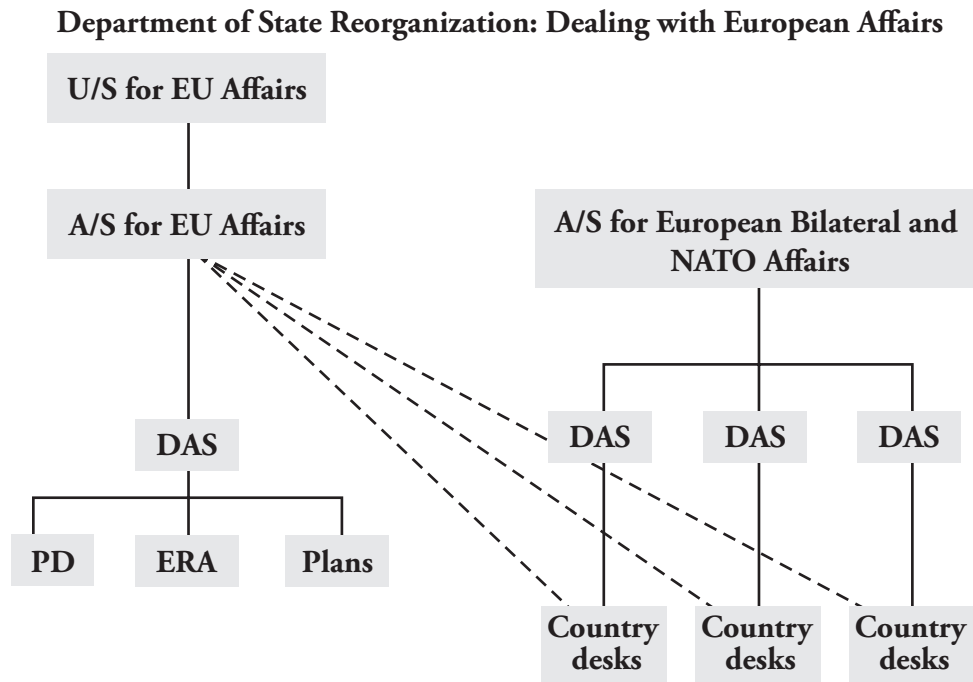 Department of State Reorganization: Dealing with European Affairs
U/S for EU Affairs
A/S for EU Affairs
A/S for European Bilateral and
NATO Affairs
DAS
DAS
DAS
DAS
PD
ERA
Plans
Country
desks
Country
desks
Country
desks